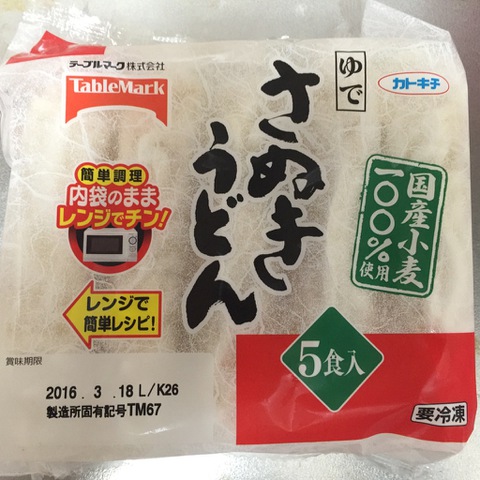 テーブルマーク株式会社
TableMark
ゆで
カトキチ
さぬき
うどん
簡単調理
内袋のまま
レンジでチン!
国産小麦
一〇〇%
使用
レンジで
簡単レシピ!
賞味期限
2016. 3 .18 L/K26
製造所固有記号TM67
5食入
要冷凍